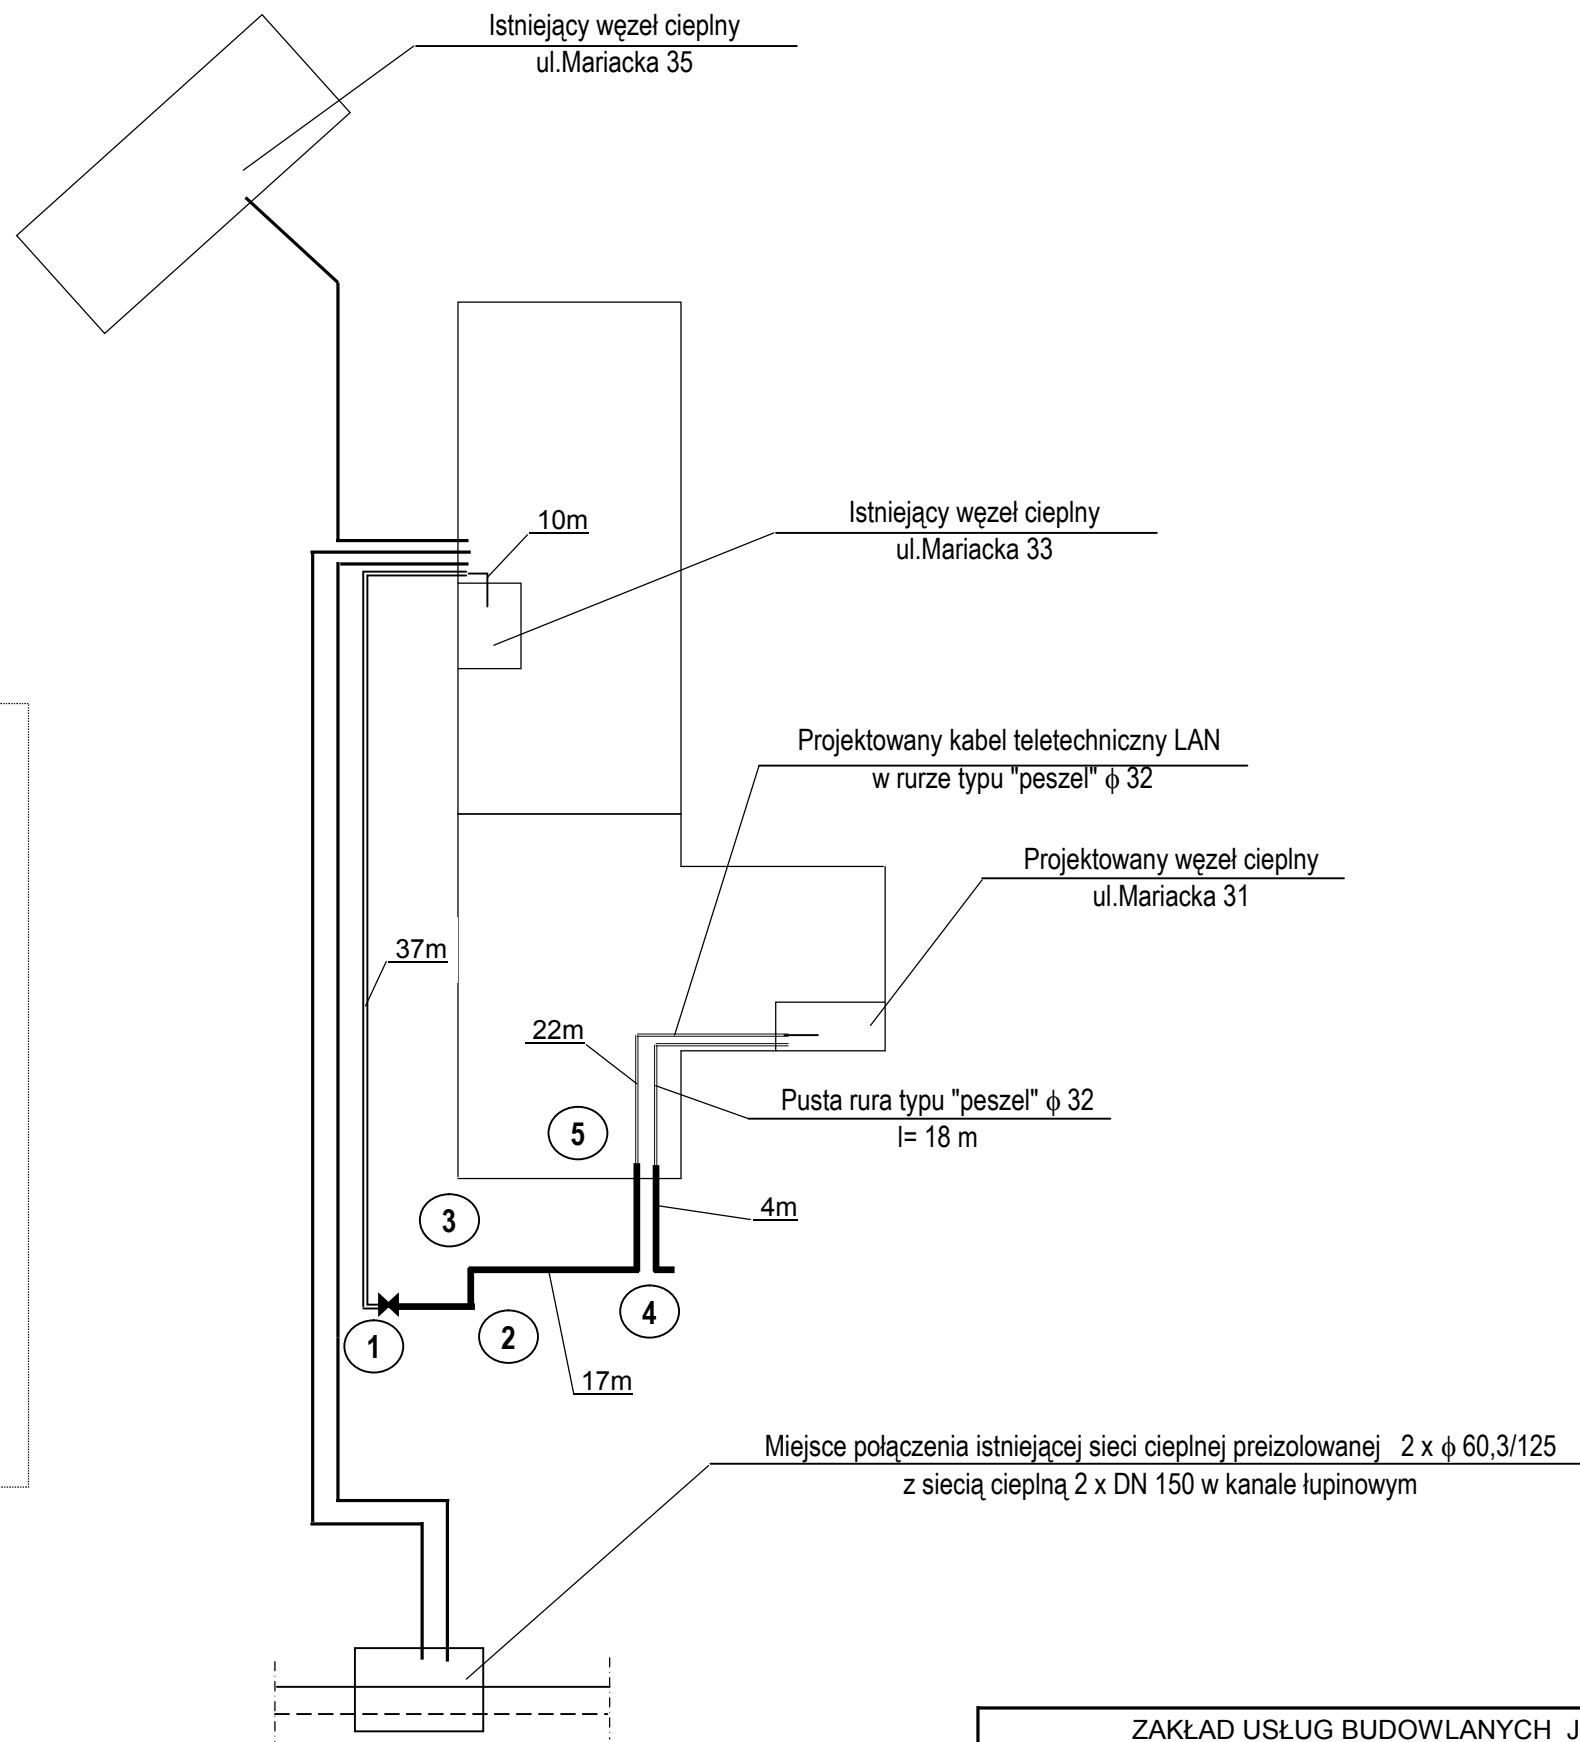 Istniejący węzeł cieplny
ul.Mariacka 35
10m
Istniejący węzeł cieplny
ul.Mariacka 33
Projektowany kabel teletechniczny LAN
w rurze typu "peszel" ϕ 32
Projektowany węzeł cieplny
ul.Mariacka 31
37m
22m
Pusta rura typu "peszel" ϕ 32
l= 18 m
5
3
4m
4
1
2
17m
Miejsce połączenia istniejącej sieci cieplnej preizolowanej 2 x ϕ 60,3/125
z siecią cieplną 2 x DN 150 w kanale łupinowym
ZAKŁAD USŁUG BUDOWLANYCH J